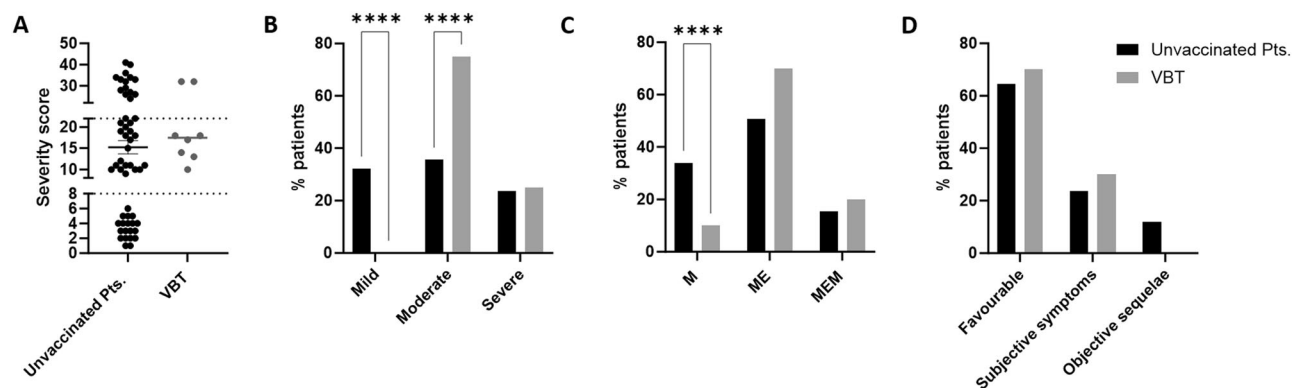 A
Severity score
50
40
30
20
15
10
6
4
2
0
Unvaccinated Pts.
VBT
B
**** ****
% patients
80
60
40
20
0
Mild
Moderate
Severe
C
****
% patients
80
60
40
20
0
M
ME
MEM
D
% patients
80
60
40
20
0
Favourable
Subjective symptoms
Objective sequelae
Unvaccinated Pts.
VBT